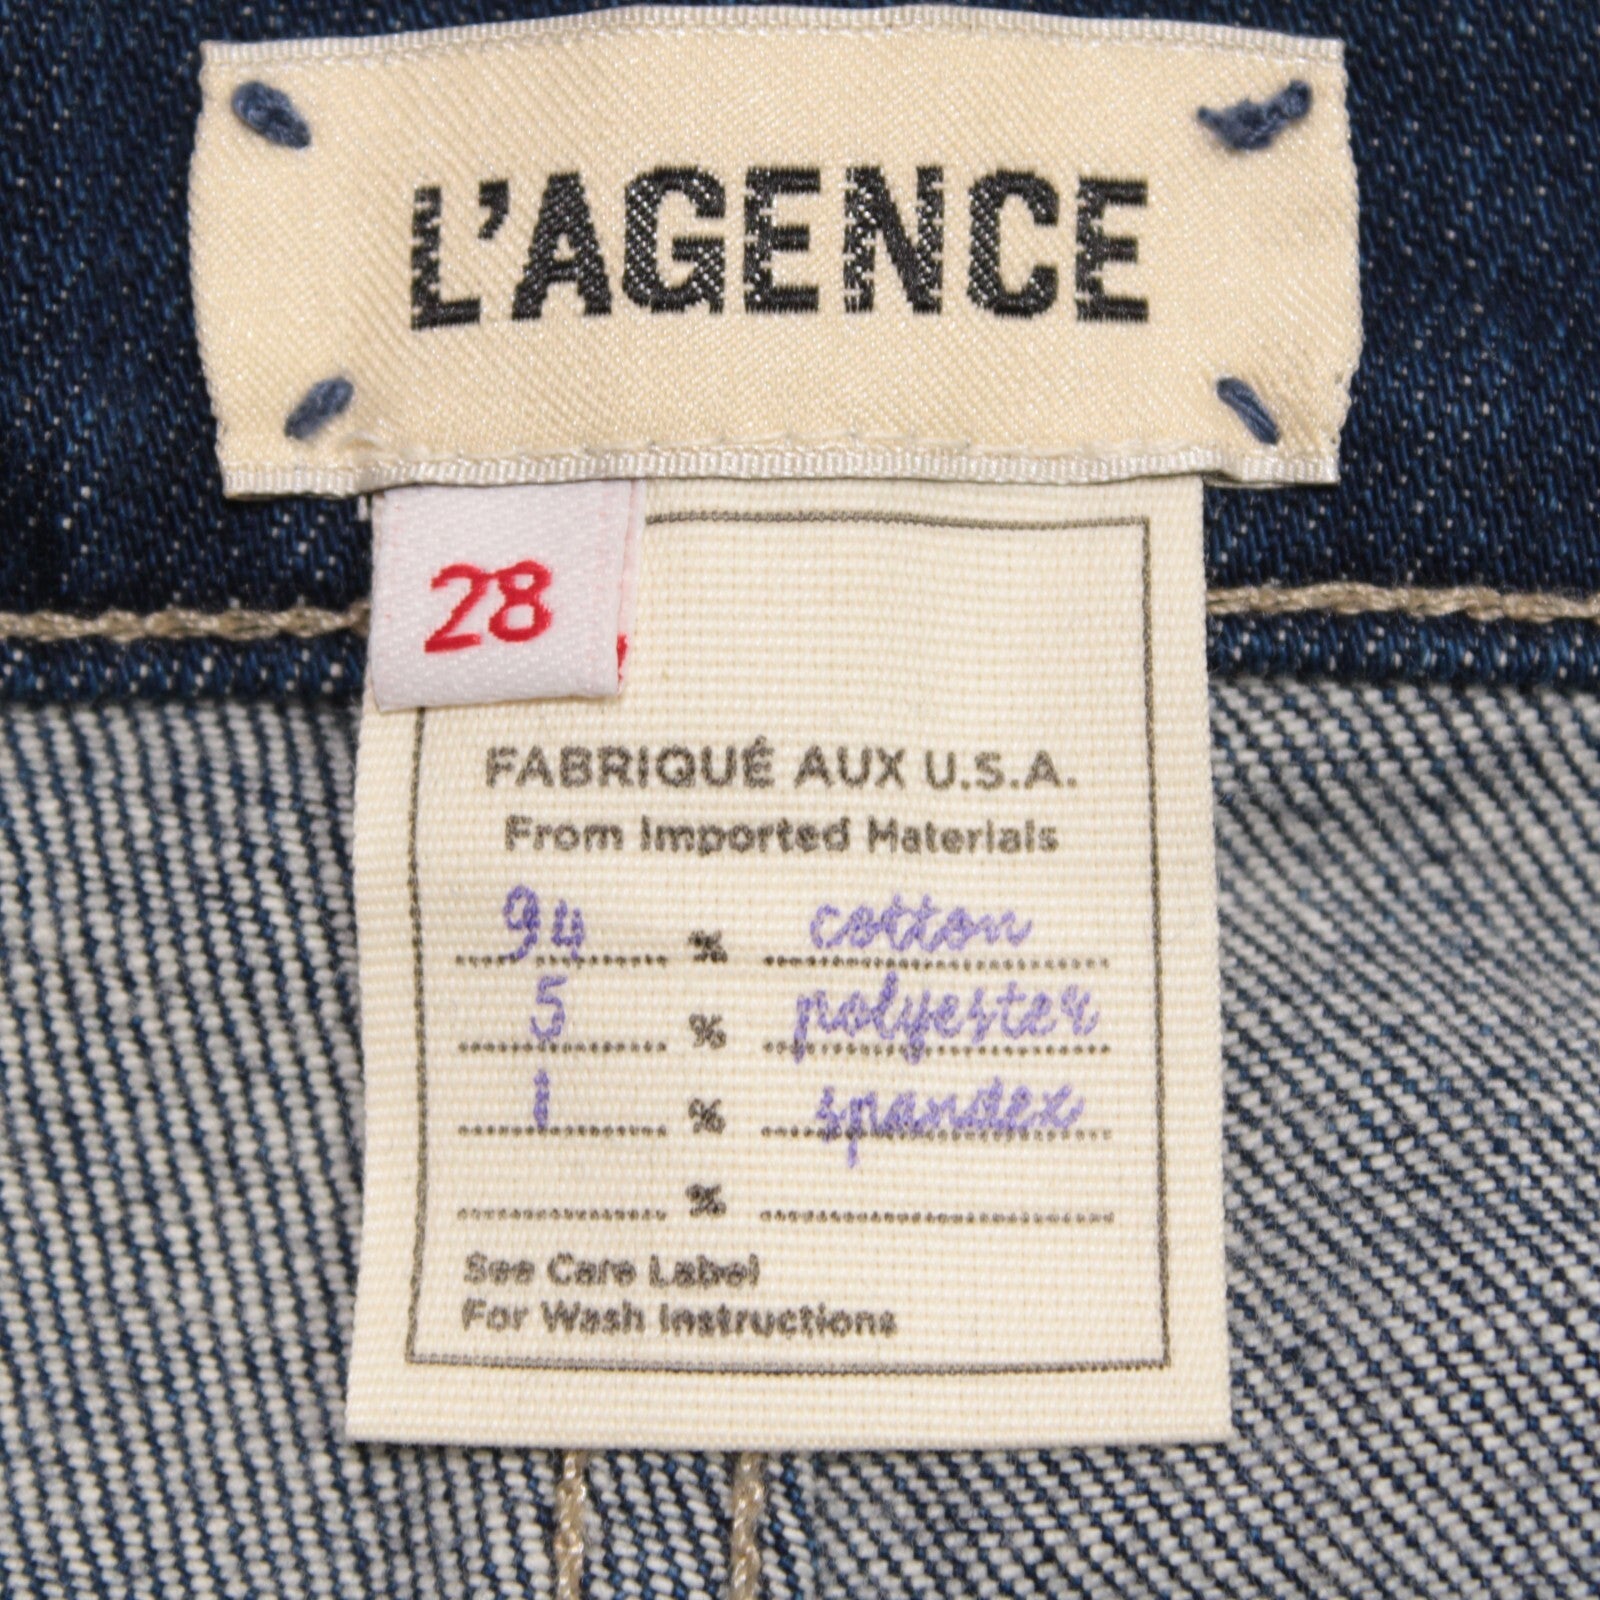 L'AGENCE
28
FABRIQUÉ AUX U.S.A.
From Imported Materials
94 % cotton
5 % polyester
1 % spandex
%
See Care Label
For Wash Instructions